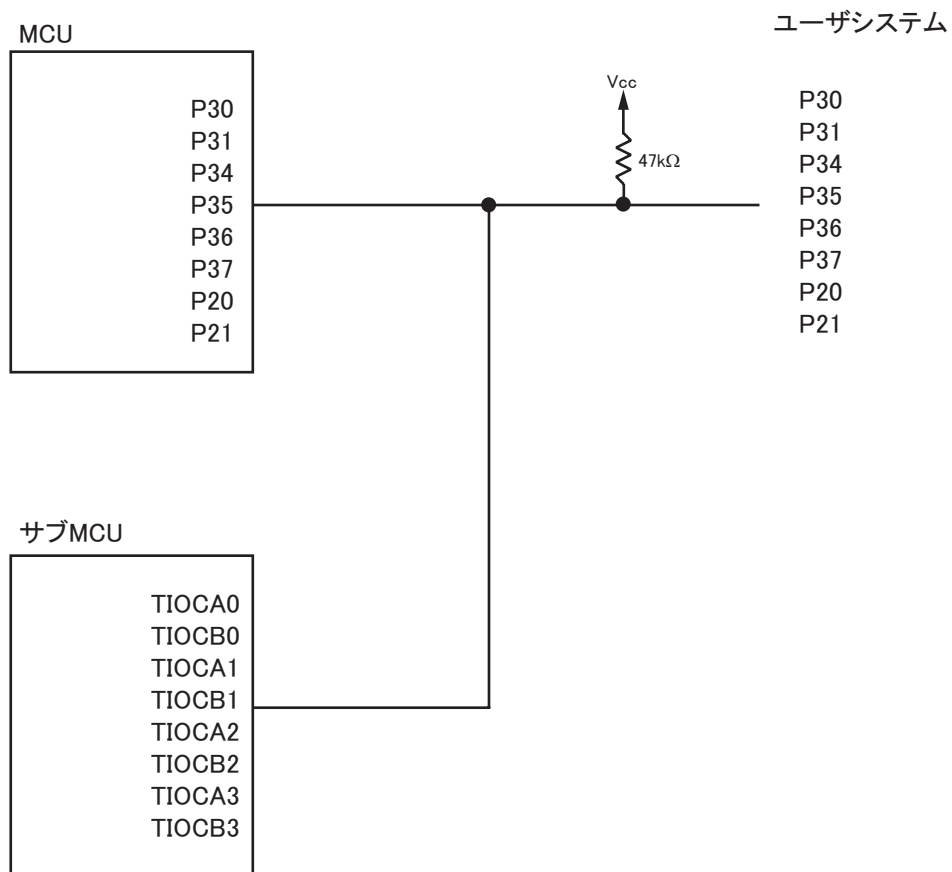 MCU
P30
P31
P34
P35
P36
P37
P20
P21
Vcc
47kΩ
ユーザシステム
P30
P31
P34
P35
P36
P37
P20
P21
サブMCU
TIOCA0
TIOCB0
TIOCA1
TIOCB1
TIOCA2
TIOCB2
TIOCA3
TIOCB3